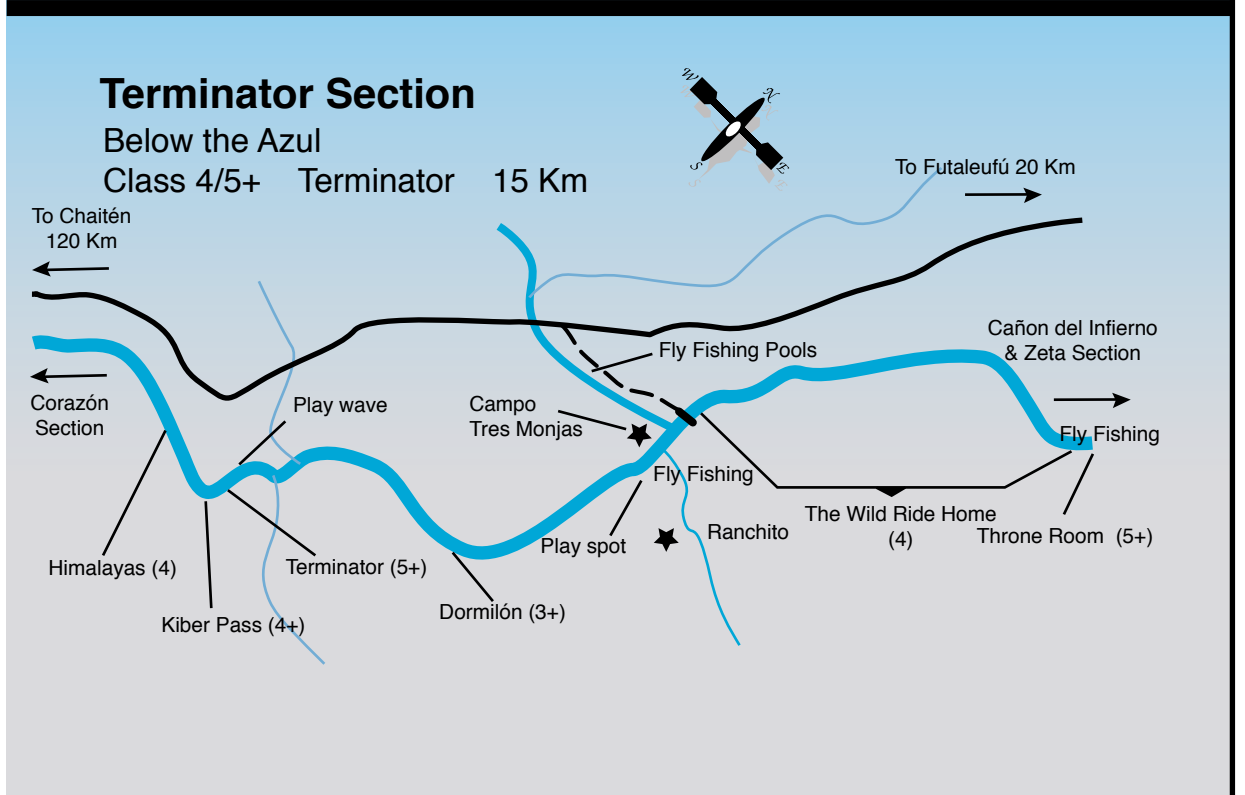 Terminator Section
Below the Azul
Class 4/5+ Terminator 15 Km
W
N
S
E
To Futaleufú 20 Km
To Chaitén
120 Km
Cañon del Infierno
& Zeta Section
Fly Fishing Pools
Corazón
Section
Play wave
Campo
Tres Monjas
Fly Fishing
Fly Fishing
The Wild Ride Home
(4)
Throne Room (5+)
Ranchito
Play spot
Himalayas (4)
Terminator (5+)
Dormilón (3+)
Kiber Pass (4+)